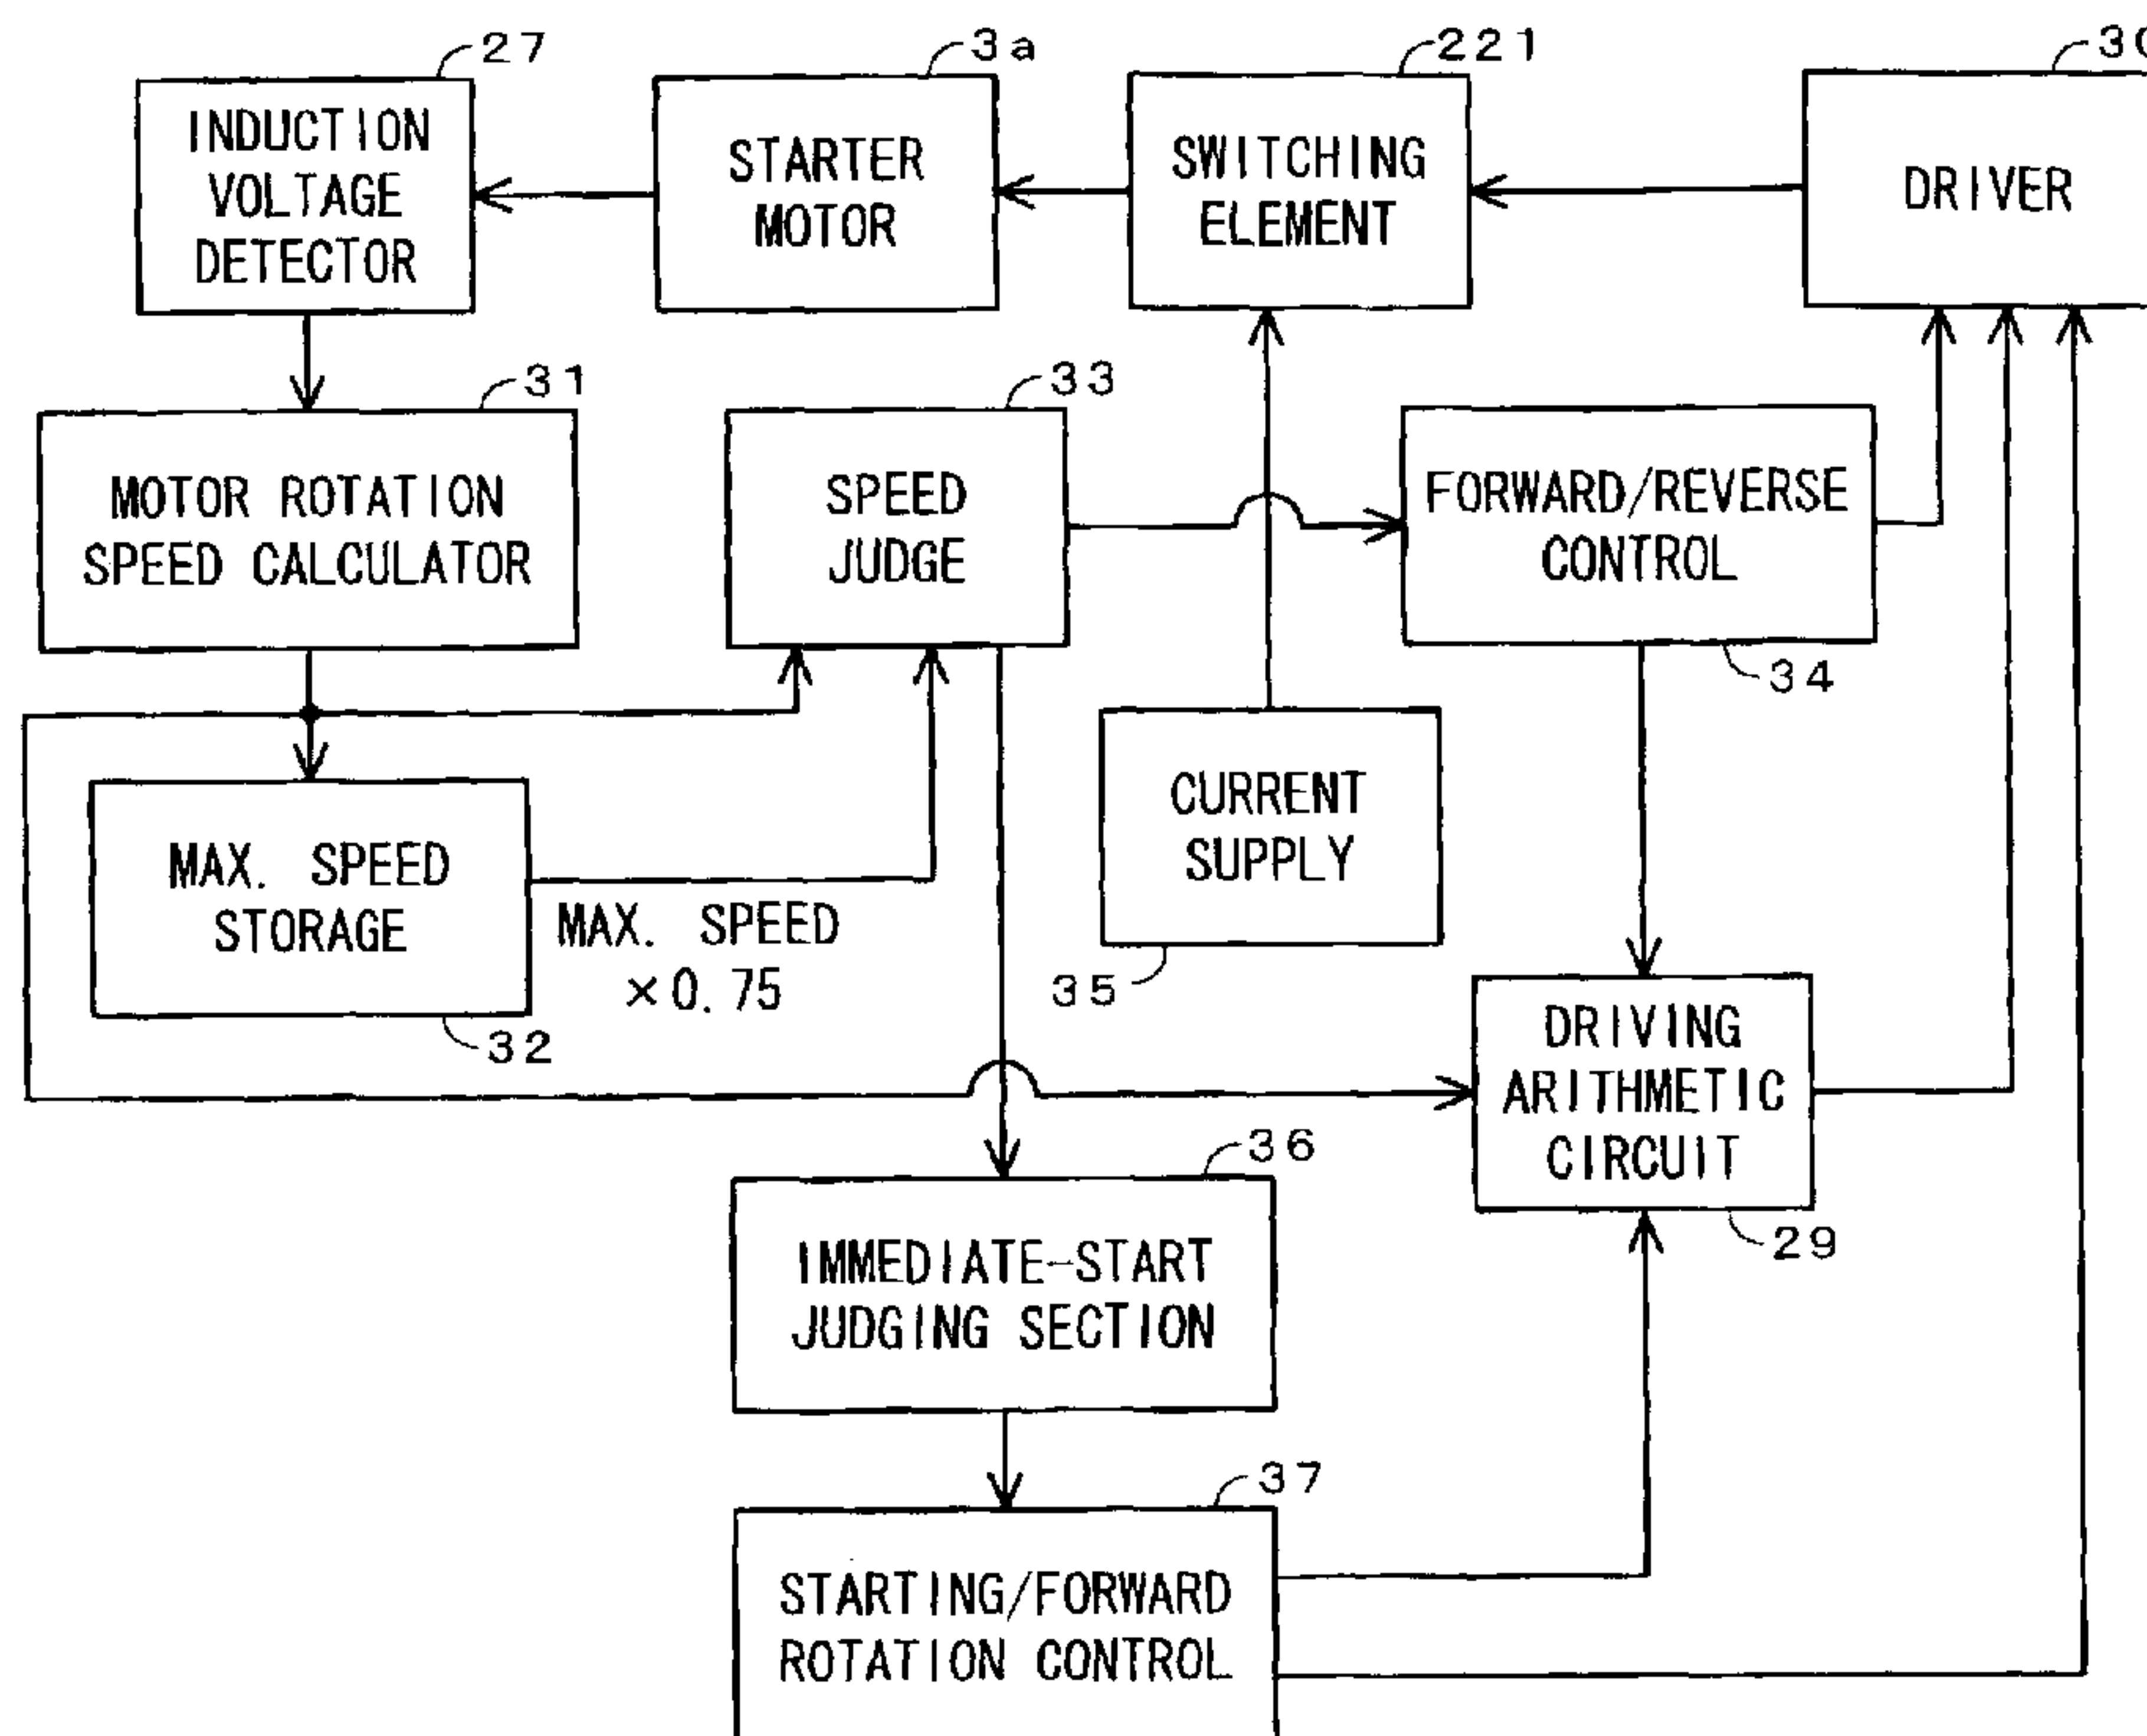 27
3a
221
INDUCTION
VOLTAGE
DETECTOR
STARTER
MOTOR
SWITCHING
ELEMENT
DRIVER
31
33
MOTOR ROTATION
SPEED CALCULATOR
SPEED
JUDGE
FORWARD/REVERSE
CONTROL
34
MAX. SPEED
STORAGE
32
MAX. SPEED
×0.75
CURRENT
SUPPLY
35
DRIVING
ARITHMETIC
CIRCUIT
29
36
IMMEDIATE-START
JUDGING SECTION
37
STARTING/FORWARD
ROTATION CONTROL